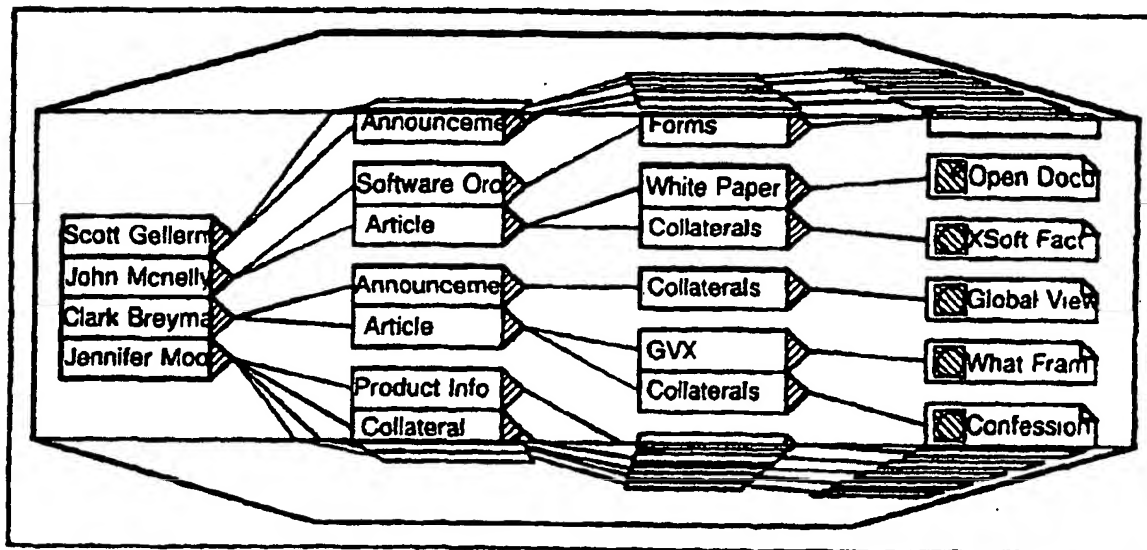 Scott Gellerm
John Mcnelly
Clark Breyma
Jennifer Moo
Announceme
Software Orc
Article
Announceme
Article
Product Info
Collateral
Forms
White Paper
Collaterals
Collaterals
GVX
Collaterals
Open Docu
XSoft Fact
Global View
What Fram
Confession